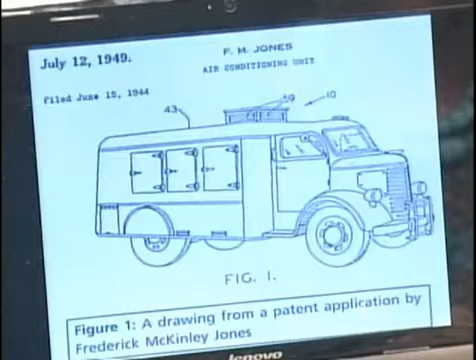 July 12, 1949.
F. M. JONES
AIR CONDITIONING UNIT
Filed June 15, 1944
43
10
FIG. 1.
Figure 1: A drawing from a patent application by
Frederick McKinley Jones
lenovo